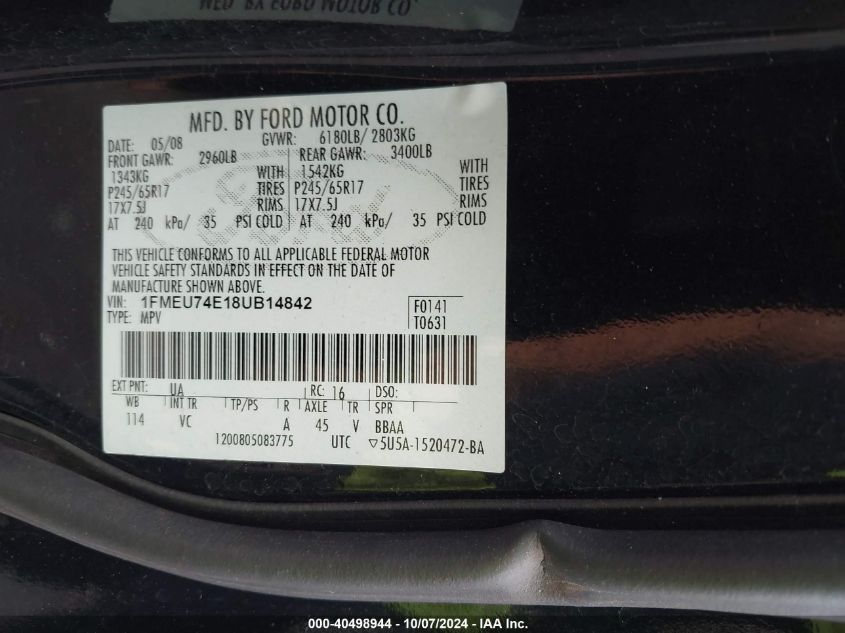 MFD. BY FORD MOTOR CO.
MFD. BY FORD MOTOR CO.
DATE: 05/08 GVWR: 6180LB/ 2803KG
FRONT GAWR: 2960LB REAR GAWR: 3400LB
1343KG WITH 1542KG WITH
P245/65R17 TIRES P245/65R17 TIRES
17X7.5J RIMS 17X7.5J RIMS
AT 240 kPa/ 35 PSI COLD AT 240 kPa/ 35 PSI COLD
THIS VEHICLE CONFORMS TO ALL APPLICABLE FEDERAL MOTOR
VEHICLE SAFETY STANDARDS IN EFFECT ON THE DATE OF
MANUFACTURE SHOWN ABOVE.
VIN: 1FMEU74E18UB14842 F0141
TYPE: MPV T0631
EXT PNT: UA RC: 16 DSO:
WB INT TR TP/PS R AXLE TR SPR
114 VC A 45 V BBAA
1200805083775 UTC ▽5U5A-1520472-BA
000-40498944 - 10/07/2024 - IAA Inc.